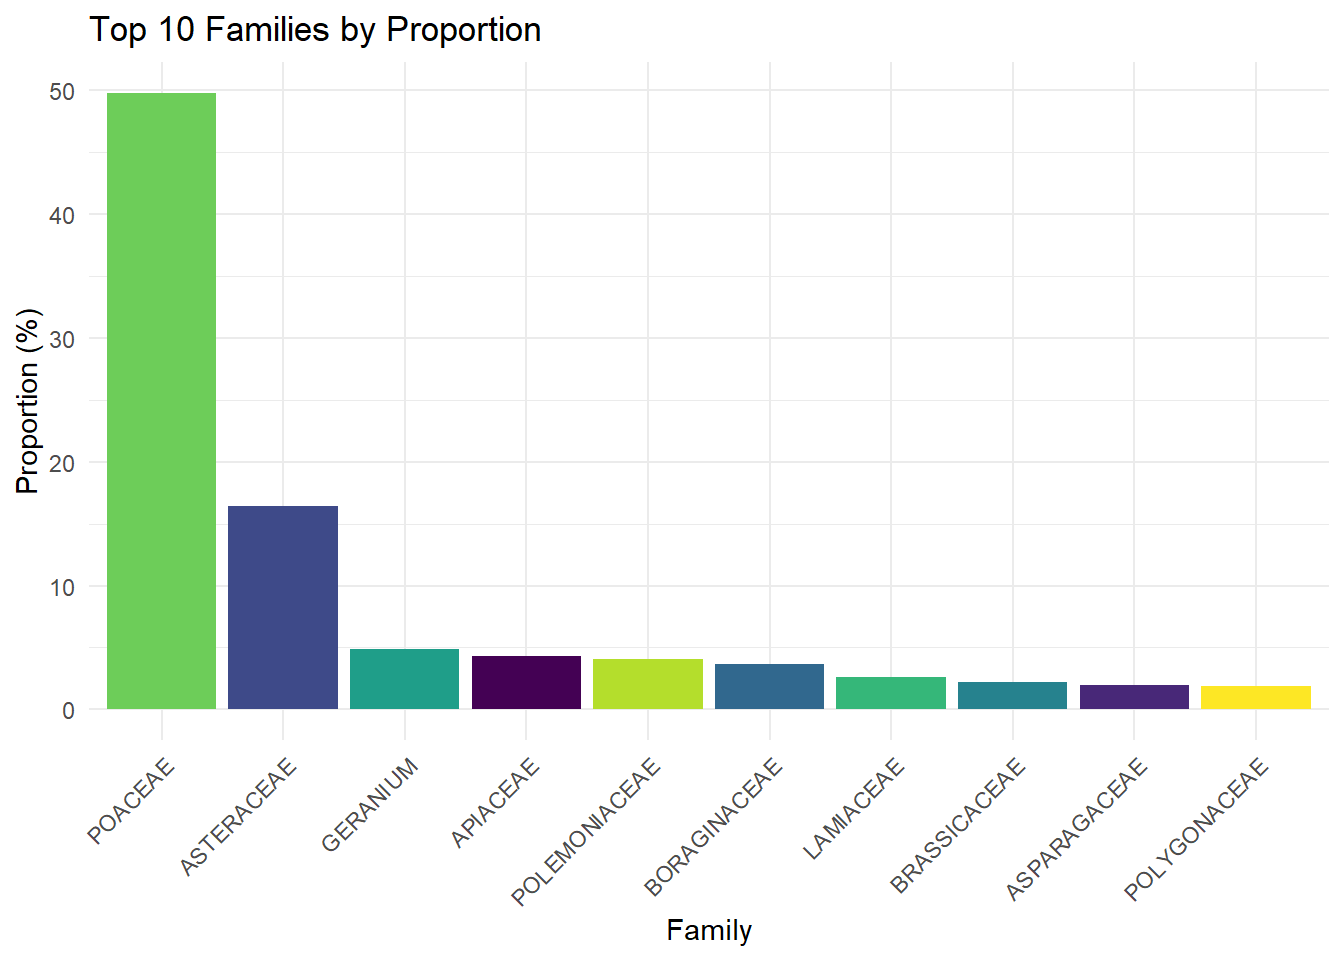 Top 10 Families by Proportion
50
40
30
20
10
0
Proportion (%)
POACEAE
ASTERACEAE
GERANIUM
APIACEAE
POLEMONIACEAE
BORAGINACEAE
LAMIACEAE
BRASSICACEAE
ASPARAGACEAE
POLYGONACEAE
Family